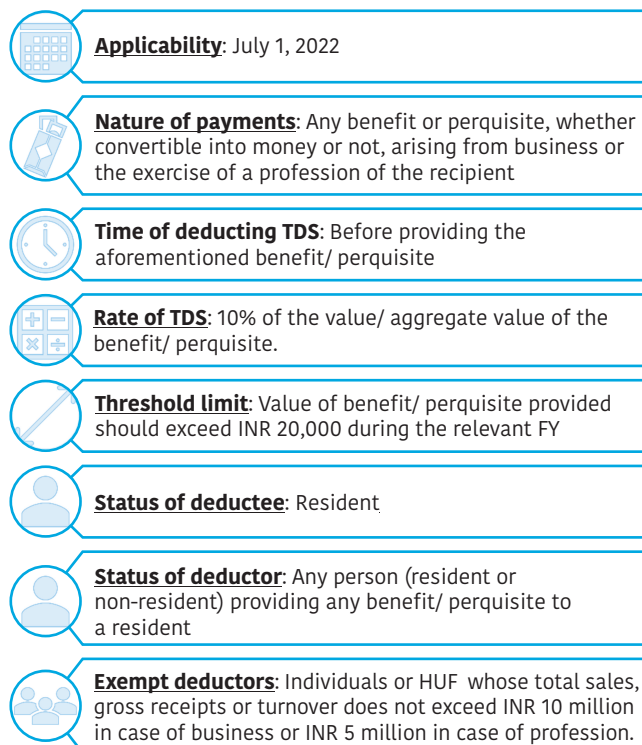 Applicability: July 1, 2022
Nature of payments: Any benefit or perquisite, whether
convertible into money or not, arising from business or
the exercise of a profession of the recipient
Time of deducting TDS: Before providing the
aforementioned benefit/ perquisite
Rate of TDS: 10% of the value/ aggregate value of the
benefit/ perquisite.
Threshold limit: Value of benefit/ perquisite provided
should exceed INR 20,000 during the relevant FY
Status of deductee: Resident
Status of deductor: Any person (resident or
non-resident) providing any benefit/ perquisite to
a resident
Exempt deductors: Individuals or HUF whose total sales,
gross receipts or turnover does not exceed INR 10 million
in case of business or INR 5 million in case of profession.